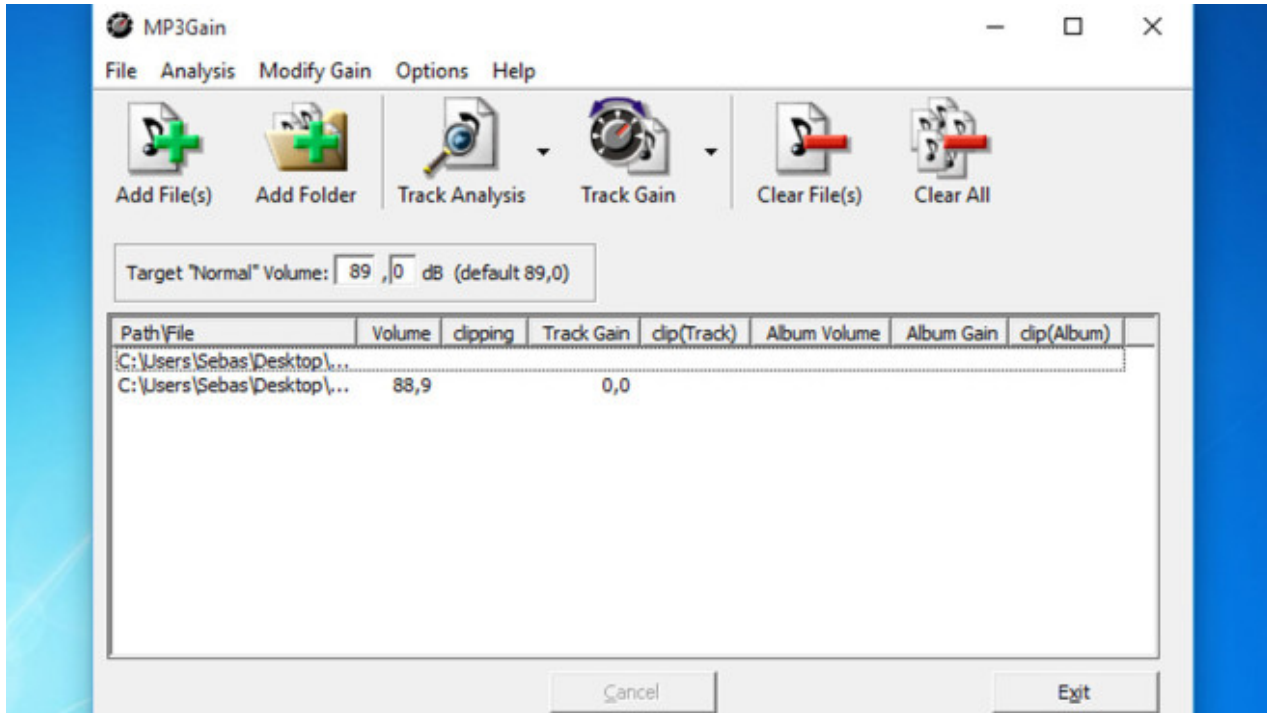 MP3Gain
File Analysis Modify Gain Options Help
Add File(s) Add Folder Track Analysis Track Gain Clear File(s) Clear All
Target "Normal" Volume: 89 ,0 dB (default 89,0)
Path\File Volume clipping Track Gain clip(Track) Album Volume Album Gain clip(Album)
C:\Users\Sebas\Desktop\...
C:\Users\Sebas\Desktop\... 88,9 0,0
Cancel Exit